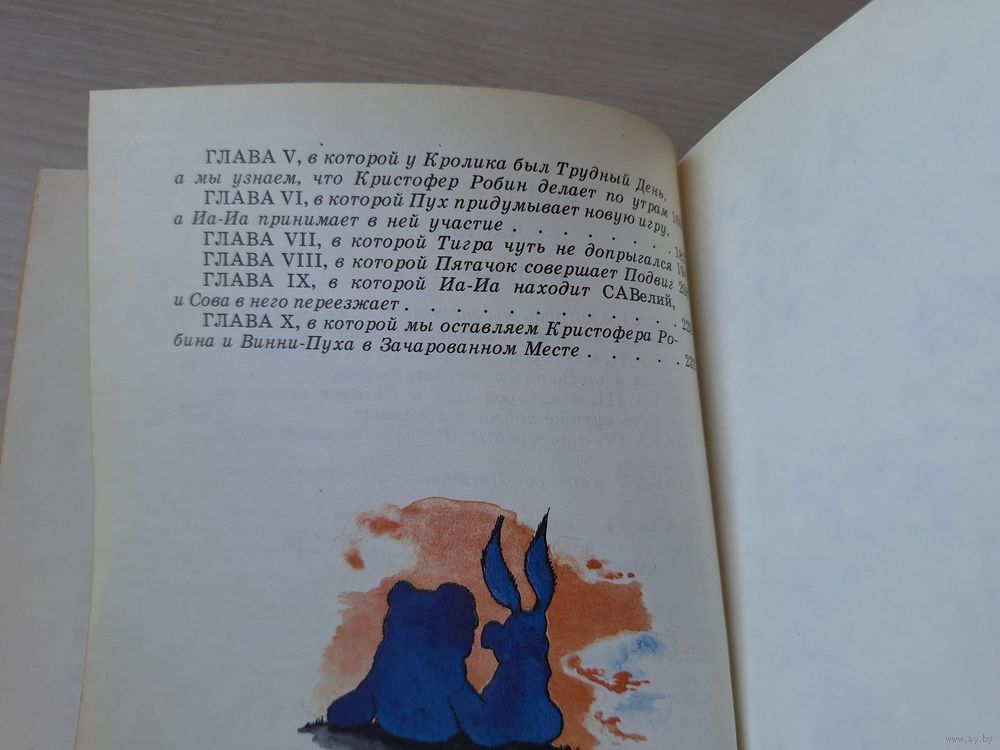 ГЛАВА V, в которой у Кролика был Трудный День,
а мы узнаем, что Кристофер Робин делает по утрам
ГЛАВА VI, в которой Пух придумывает новую игру,
а Иа-Иа принимает в ней участие . . . . . . . .
ГЛАВА VII, в которой Тигра чуть не допрыгался
ГЛАВА VIII, в которой Пятачок совершает Подвиг
ГЛАВА IX, в которой Иа-Иа находит САВелий,
и Сова в него переезжает . . . . . . . . . . . .
ГЛАВА X, в которой мы оставляем Кристофера Ро-
бина и Винни-Пуха в Зачарованном Месте . . . . .
www.ay.by